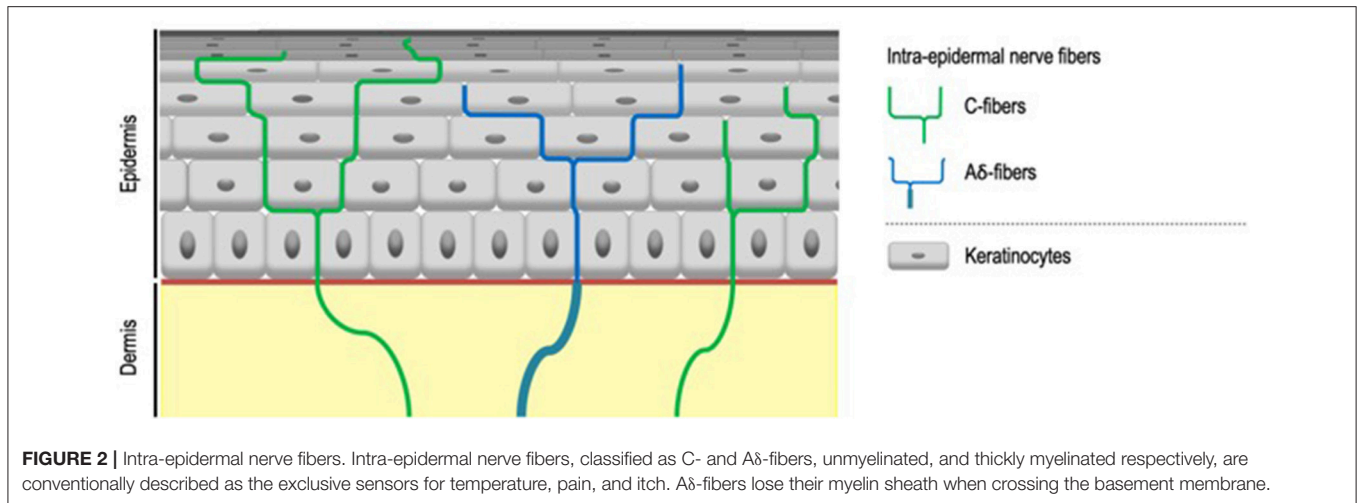 Epidermis
Dermis
Intra-epidermal nerve fibers
C-fibers
Aδ-fibers
Keratinocytes
FIGURE 2 | Intra-epidermal nerve fibers. Intra-epidermal nerve fibers, classified as C- and Aδ-fibers, unmyelinated, and thickly myelinated respectively, are
conventionally described as the exclusive sensors for temperature, pain, and itch. Aδ-fibers lose their myelin sheath when crossing the basement membrane.